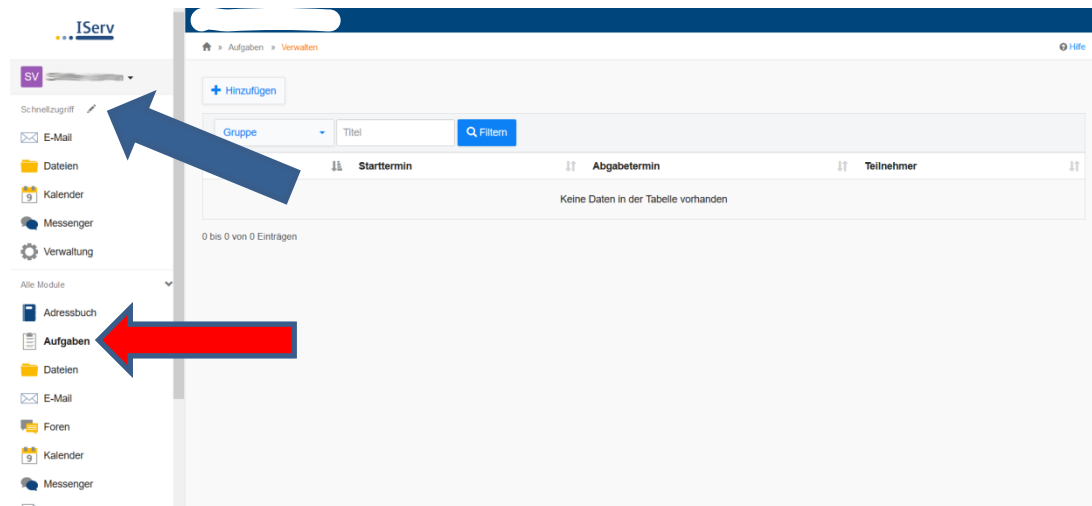 IServ
Aufgaben » Verwalten
Hilfe
SV
Schnellzugriff
E-Mail
Dateien
Kalender
Messenger
Verwaltung
Alle Module
Adressbuch
Aufgaben
Dateien
E-Mail
Foren
Kalender
Messenger
Hinzufügen
Gruppe
Titel
Filtern
Starttermin
Abgabetermin
Teilnehmer
Keine Daten in der Tabelle vorhanden
0 bis 0 von 0 Einträgen